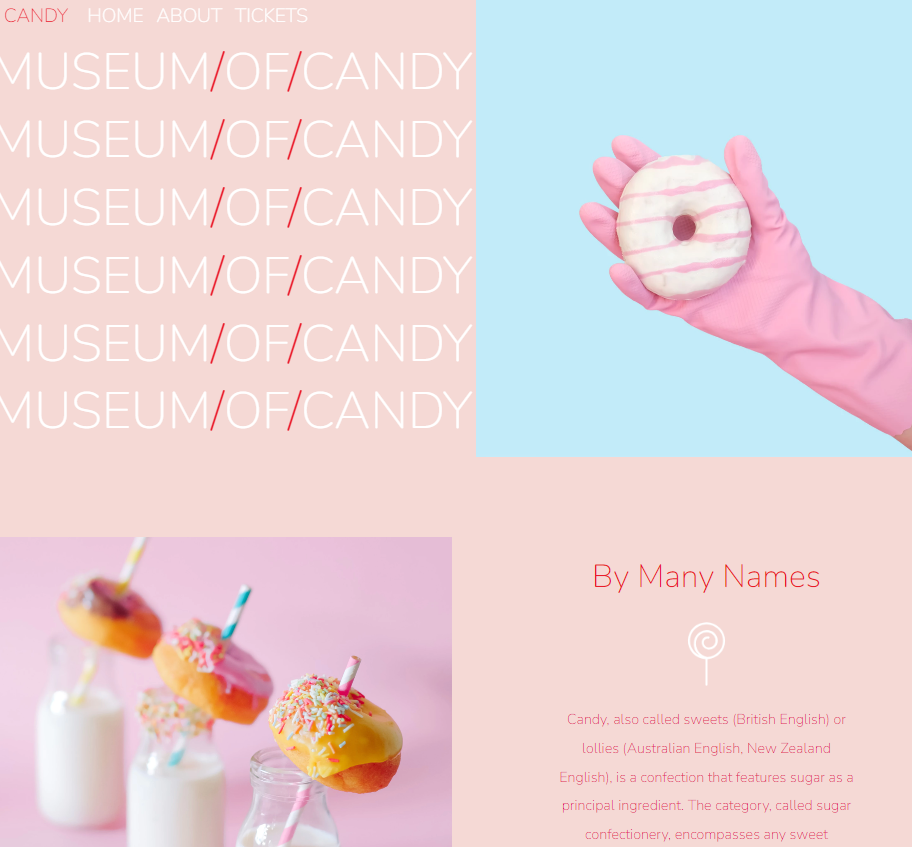 CANDY HOME ABOUT TICKETS
MUSEUM/OF/CANDY
MUSEUM/OF/CANDY
MUSEUM/OF/CANDY
MUSEUM/OF/CANDY
MUSEUM/OF/CANDY
MUSEUM/OF/CANDY
By Many Names
Candy, also called sweets (British English) or
lollies (Australian English, New Zealand
English), is a confection that features sugar as a
principal ingredient. The category, called sugar
confectionery, encompasses any sweet